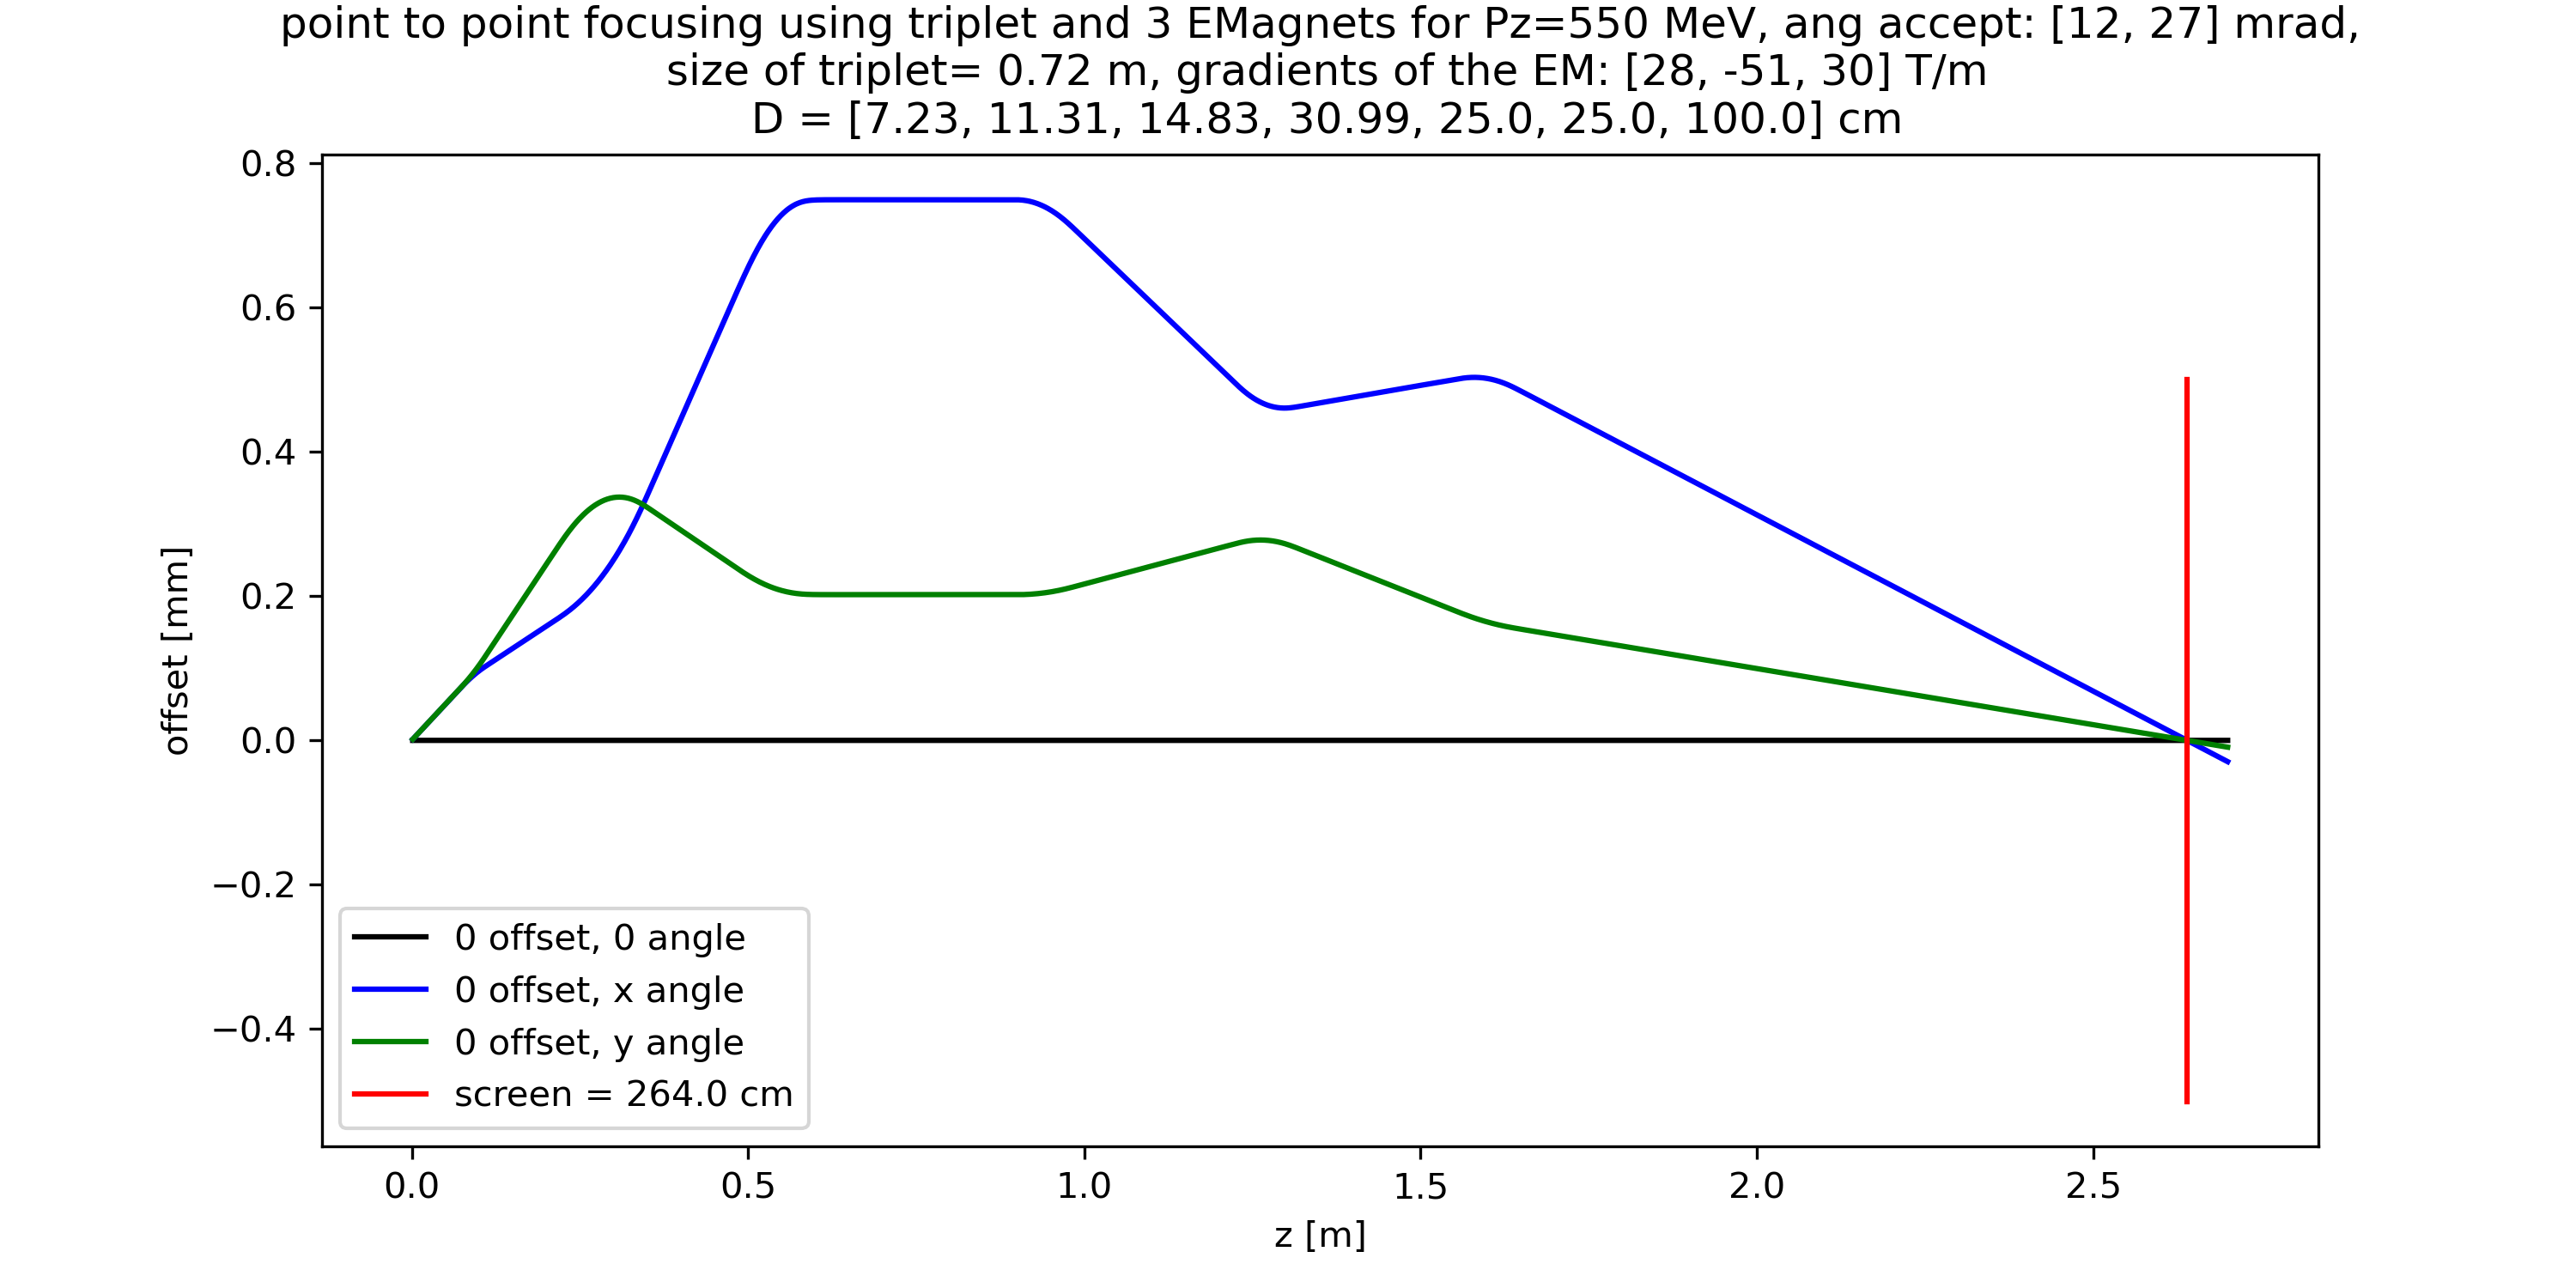 point to point focusing using triplet and 3 EMagnets for Pz=550 MeV, ang accept: [12, 27] mrad,
size of triplet= 0.72 m, gradients of the EM: [28, -51, 30] T/m
D = [7.23, 11.31, 14.83, 30.99, 25.0, 25.0, 100.0] cm
0.8
0.6
0.4
0.2
0.0
−0.2
−0.4
offset [mm]
0 offset, 0 angle
0 offset, x angle
0 offset, y angle
screen = 264.0 cm
0.0 0.5 1.0 1.5 2.0 2.5
z [m]